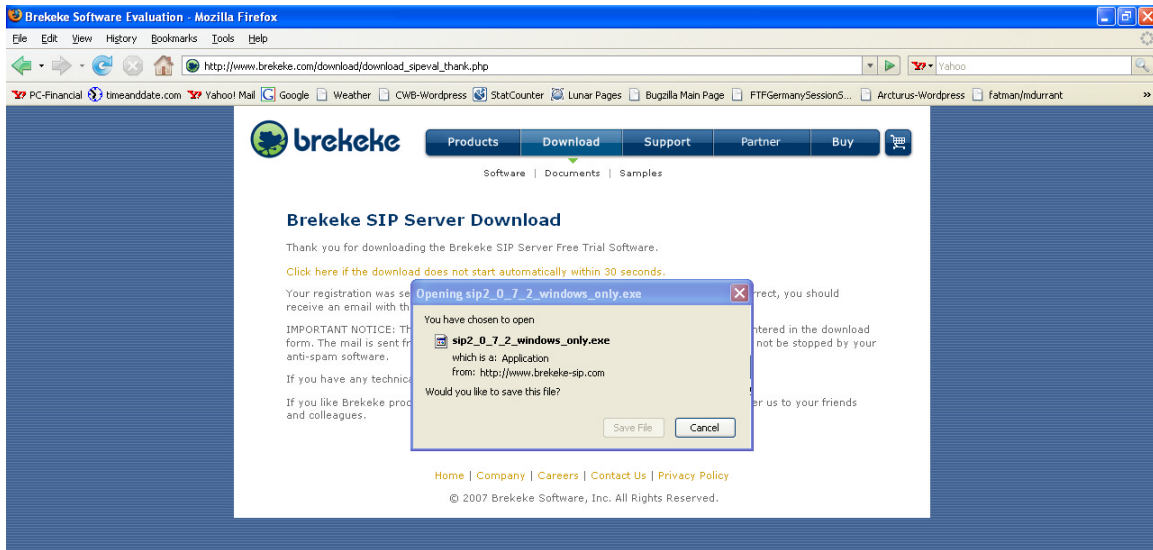 Brekeke Software Evaluation - Mozilla Firefox
File Edit View History Bookmarks Tools Help
http://www.brekeke.com/download/download_sipeval_thank.php Yahoo
PC-Financial timeanddate.com Yahoo! Mail Google Weather CWB-Wordpress StatCounter Lunar Pages Bugzilla Main Page FTFGermanySessionS... Arcturus-Wordpress fatman/mdurrant »
brekeke Products Download Support Partner Buy
Software | Documents | Samples
Brekeke SIP Server Download
Thank you for downloading the Brekeke SIP Server Free Trial Software.
Click here if the download does not start automatically within 30 seconds.
Your registration was se rrect, you should
receive an email with th
IMPORTANT NOTICE: Th ntered in the download
form. The mail is sent fr not be stopped by your
anti-spam software.
If you have any technica
If you like Brekeke prod er us to your friends
and colleagues.
Opening sip2_0_7_2_windows_only.exe
You have chosen to open
sip2_0_7_2_windows_only.exe
which is a: Application
from: http://www.brekeke-sip.com
Would you like to save this file?
Save File Cancel
Home | Company | Careers | Contact Us | Privacy Policy
© 2007 Brekeke Software, Inc. All Rights Reserved.